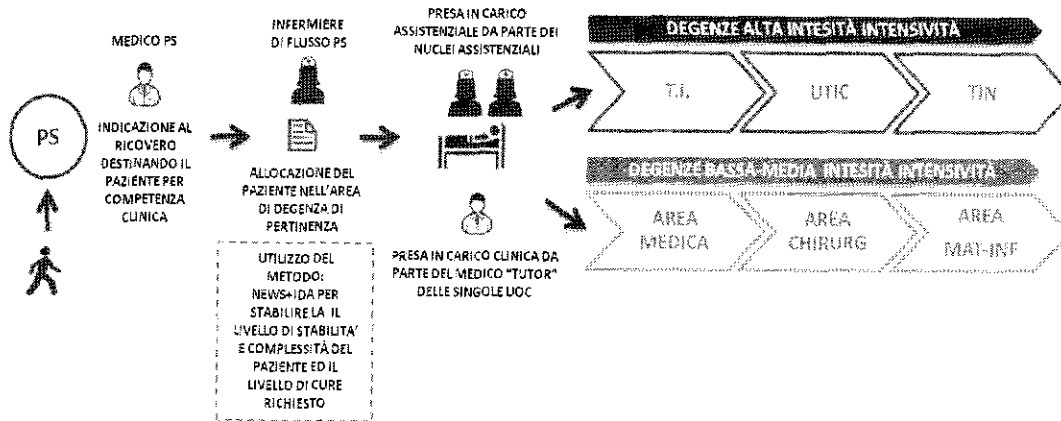 PS
MEDICO PS
INDICAZIONE AL
RICOVERO
DESTINANDO IL
PAZIENTE PER
COMPETENZA
CLINICA
INFERMIERE
DI FLUSSO PS
ALLOCAZIONE DEL
PAZIENTE NELL'AREA
DI DEGENZA DI
PERTINENZA
UTILIZZO DEL
METODO:
NEWS+IDA PER
STABILIRE LA IL
LIVELLO DI STABILITA'
E COMPLESSITÀ DEL
PAZIENTE ED IL
LIVELLO DI CURE
RICHIESTO
PRESA IN CARICO
ASSISTENZIALE DA PARTE DEI
NUCLEI ASSISTENZIALI
PRESA IN CARICO CLINICA DA
PARTE DEL MEDICO "TUTOR"
DELLE SINGOLE UOC
DEGENZE ALTA INTESITÁ INTENSIVITÁ
T.I.
UTIC
TIN
DEGENZE BASSA-MEDIA INTESITÁ INTENSIVITÁ
AREA
MEDICA
AREA
CHIRURG
AREA
MAT-INF